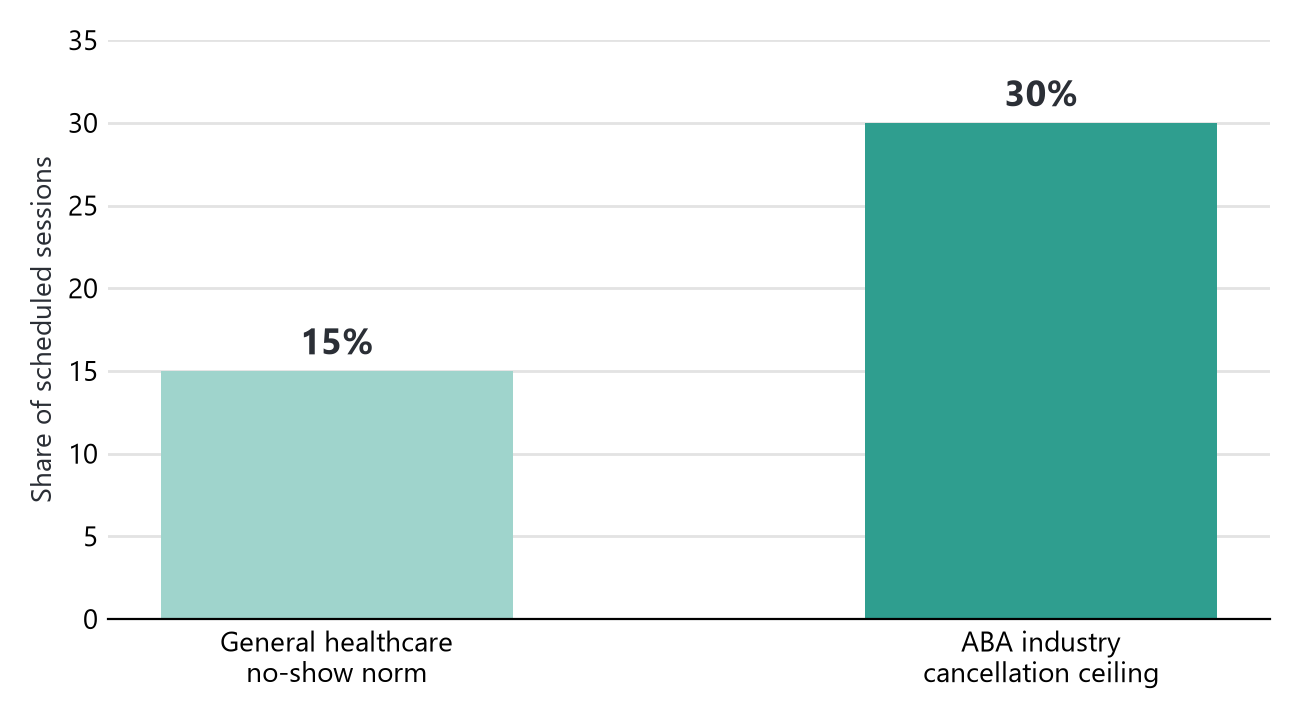 35
30
25
20
15
10
5
0
Share of scheduled sessions
15%
30%
General healthcare
no-show norm
ABA industry
cancellation ceiling